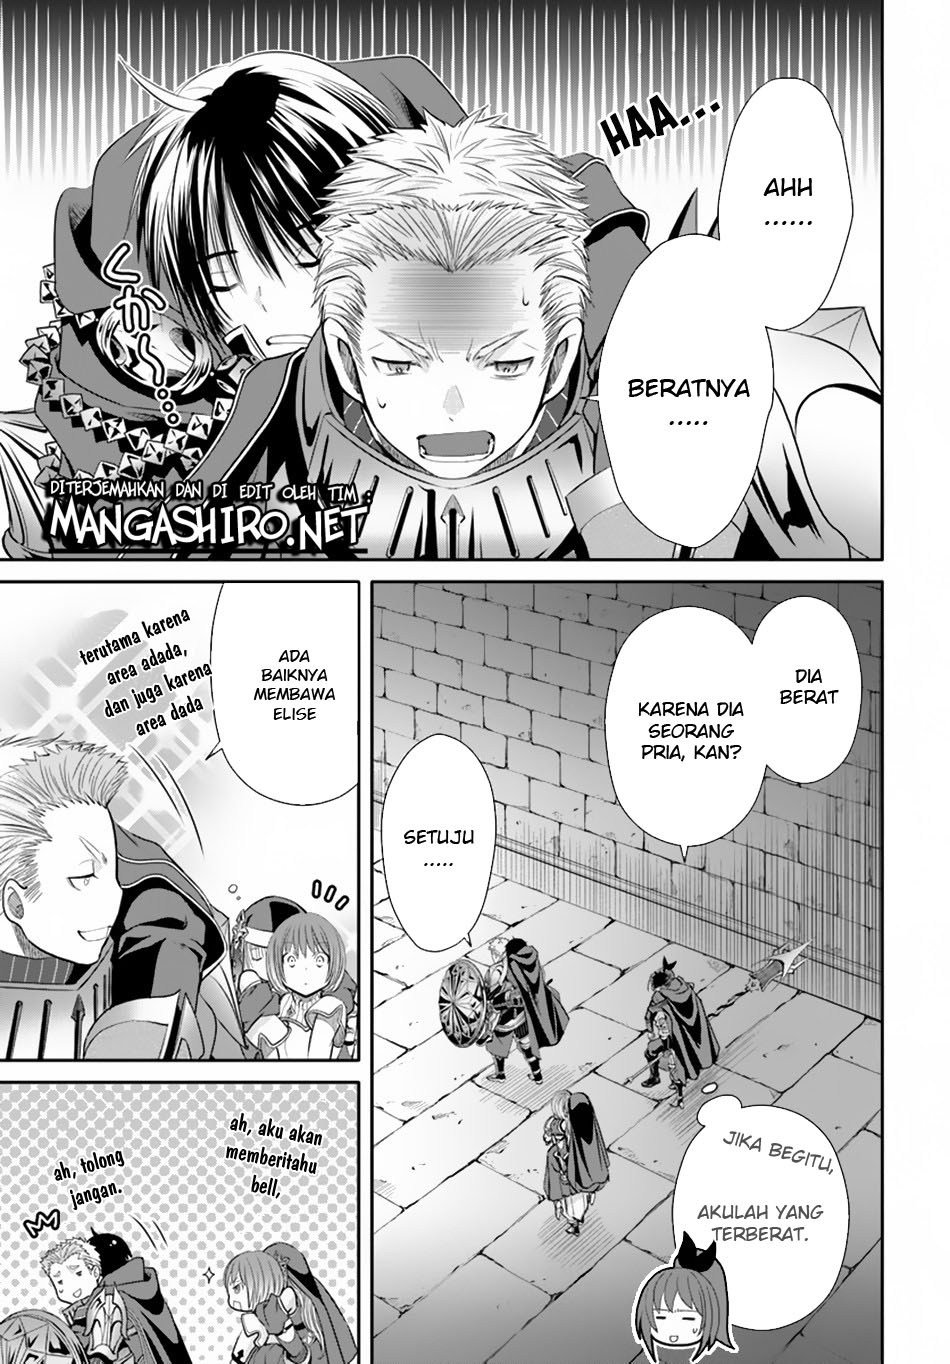 HAA...
AHH
......
BERATNYA
.....
くか〜…
DITERJEMAHKAN DAN DI EDIT OLEH TIM :
MANGASHIRO.NET
DIA
BERAT
KARENA DIA
SEORANG
PRIA, KAN?
SETUJU
.....
JIKA BEGITU,
AKULAH YANG
TERBERAT.
ADA
BAIKNYA
MEMBAWA
ELISE
terutama karena
area adada,
dan juga karena
area dada
ah, aku akan
memberitahu
bell,
ah, tolong
jangan.